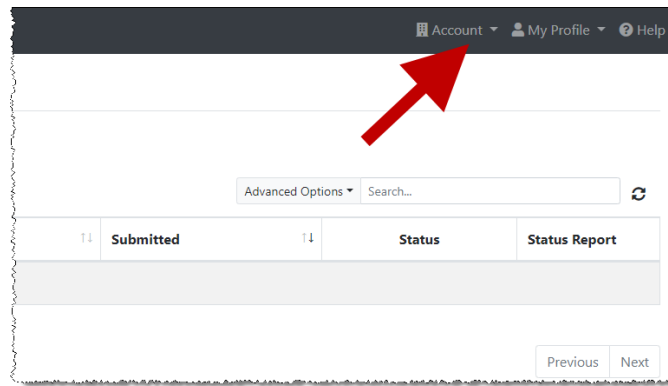 Account My Profile Help
Advanced Options Search...
Submitted Status Status Report
Previous Next